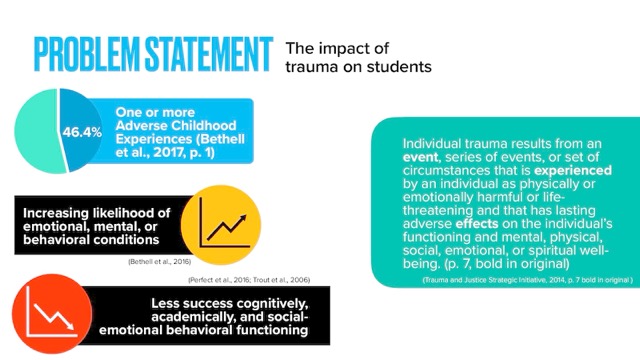 PROBLEM STATEMENT
The impact of
trauma on students
46.4%
One or more
Adverse Childhood
Experiences (Bethell
et al., 2017, p. 1)
Increasing likelihood of
emotional, mental, or
behavioral conditions
(Bethell et al., 2016)
(Perfect et al., 2016; Trout et al., 2006)
Less success cognitively,
academically, and social-
emotional behavioral functioning
Individual trauma results from an
event, series of events, or set of
circumstances that is experienced
by an individual as physically or
emotionally harmful or life-
threatening and that has lasting
adverse effects on the individual's
functioning and mental, physical,
social, emotional, or spiritual well-
being. (p. 7, bold in original)
(Trauma and Justice Strategic Initiative, 2014, p. 7 bold in original )